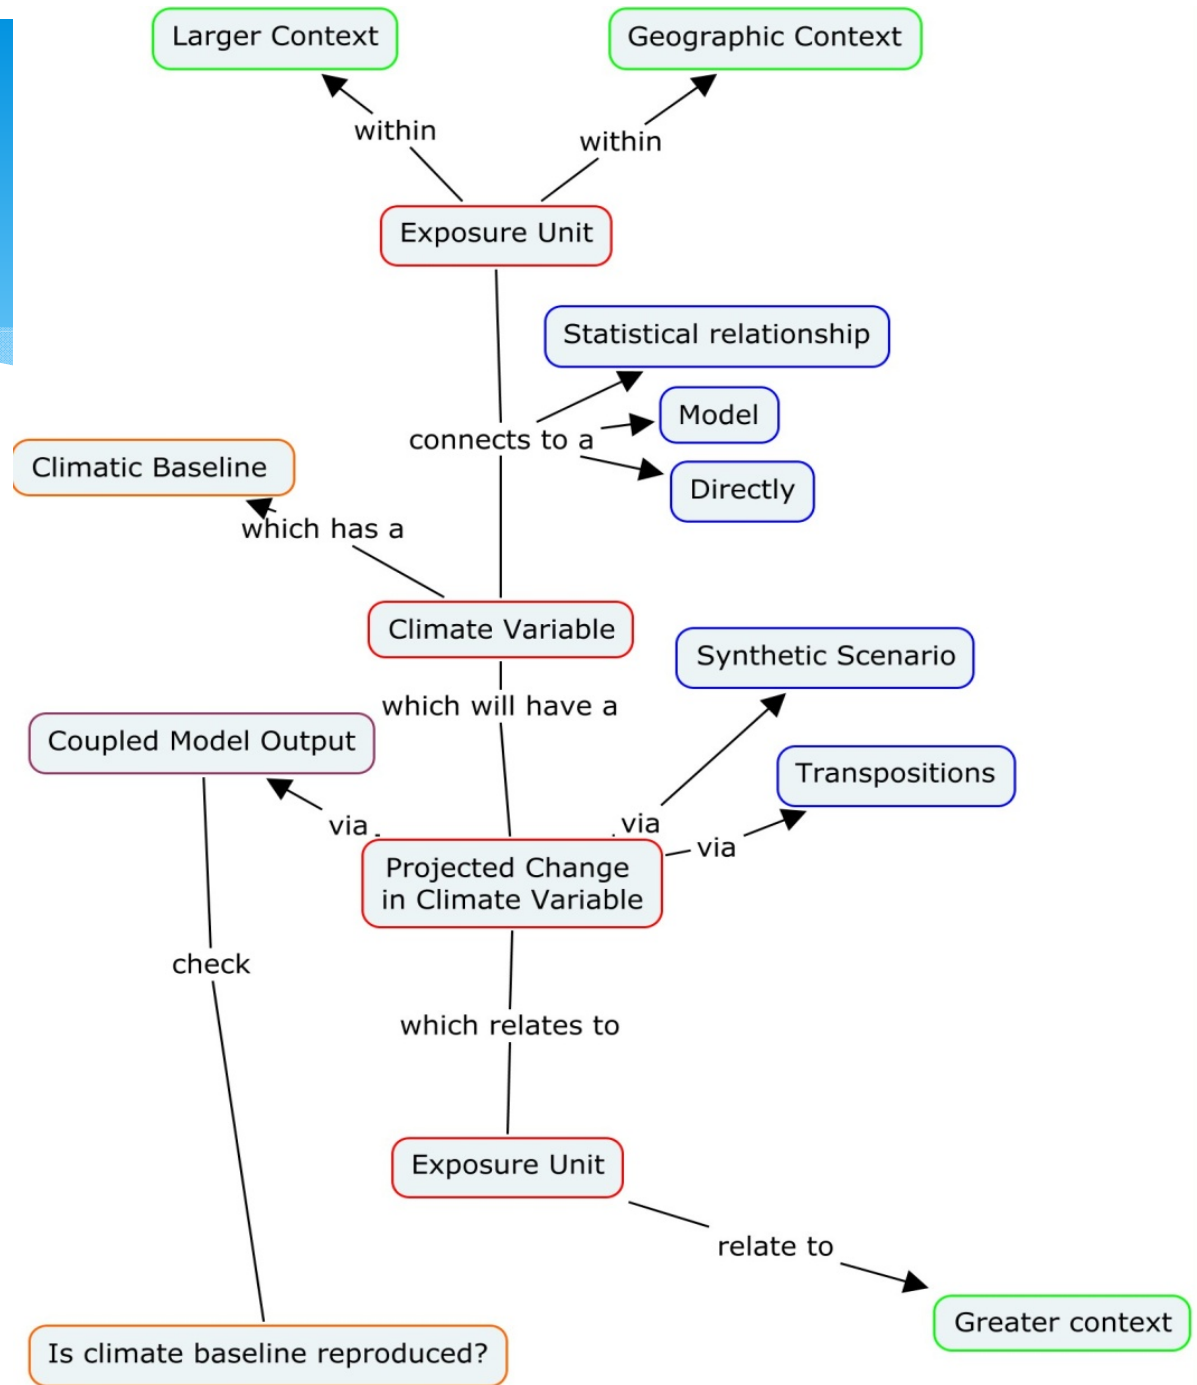 Larger Context
Geographic Context
within
within
Exposure Unit
Statistical relationship
Model
connects to a
Directly
Climatic Baseline
which has a
Climate Variable
Synthetic Scenario
which will have a
Coupled Model Output
Transpositions
via
via
via
Projected Change
in Climate Variable
check
which relates to
Exposure Unit
relate to
Greater context
Is climate baseline reproduced?